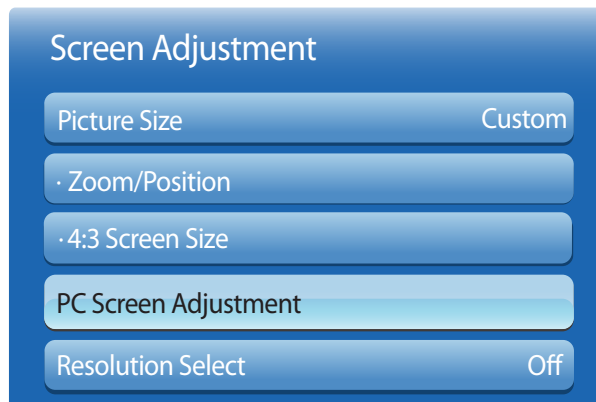 Screen Adjustment
Picture Size Custom
· Zoom/Position
· 4:3 Screen Size
PC Screen Adjustment
Resolution Select Off